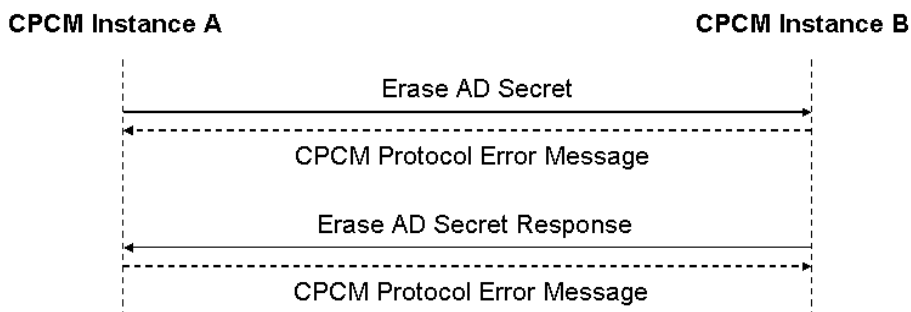 CPCM Instance A
CPCM Instance B
Erase AD Secret
CPCM Protocol Error Message
Erase AD Secret Response
CPCM Protocol Error Message